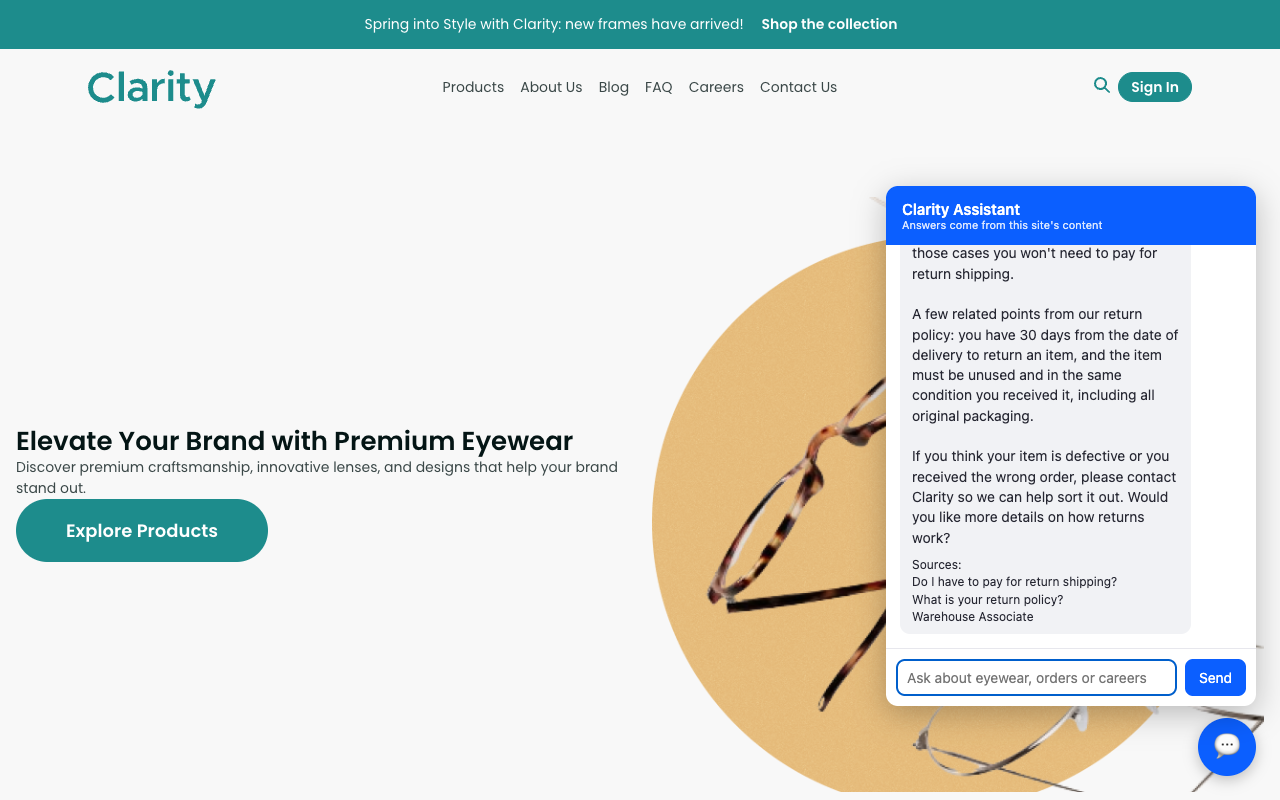 Spring into Style with Clarity: new frames have arrived! Shop the collection
Clarity
Products About Us Blog FAQ Careers Contact Us
Sign In
Elevate Your Brand with Premium Eyewear
Discover premium craftsmanship, innovative lenses, and designs that help your brand
stand out.
Explore Products
Clarity Assistant
Answers come from this site's content
those cases you won't need to pay for
return shipping.
A few related points from our return
policy: you have 30 days from the date of
delivery to return an item, and the item
must be unused and in the same
condition you received it, including all
original packaging.
If you think your item is defective or you
received the wrong order, please contact
Clarity so we can help sort it out. Would
you like more details on how returns
work?
Sources:
Do I have to pay for return shipping?
What is your return policy?
Warehouse Associate
Ask about eyewear, orders or careers
Send